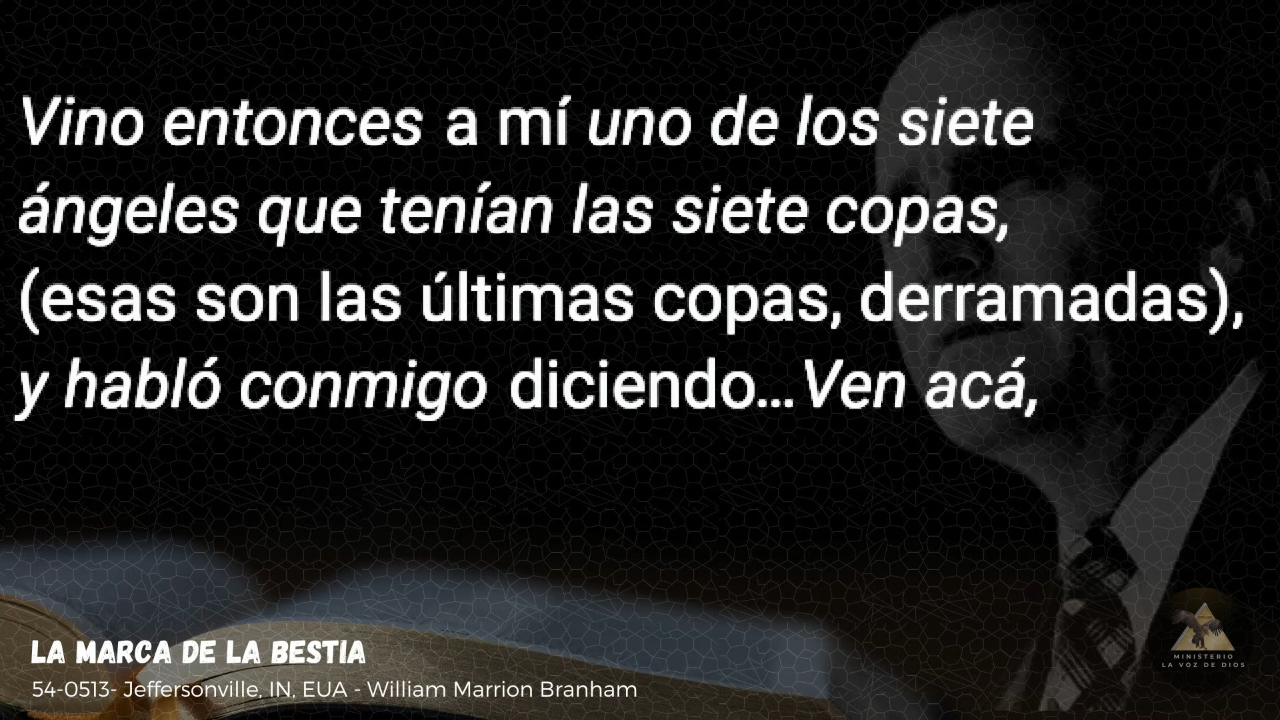 Vino entonces a mí uno de los siete
ángeles que tenían las siete copas,
(esas son las últimas copas, derramadas),
y habló conmigo diciendo...Ven acá,
LA MARCA DE LA BESTIA
54-0513- Jeffersonville, IN, EUA - William Marrion Branham
MINISTERIO
LA VOZ DE DIOS